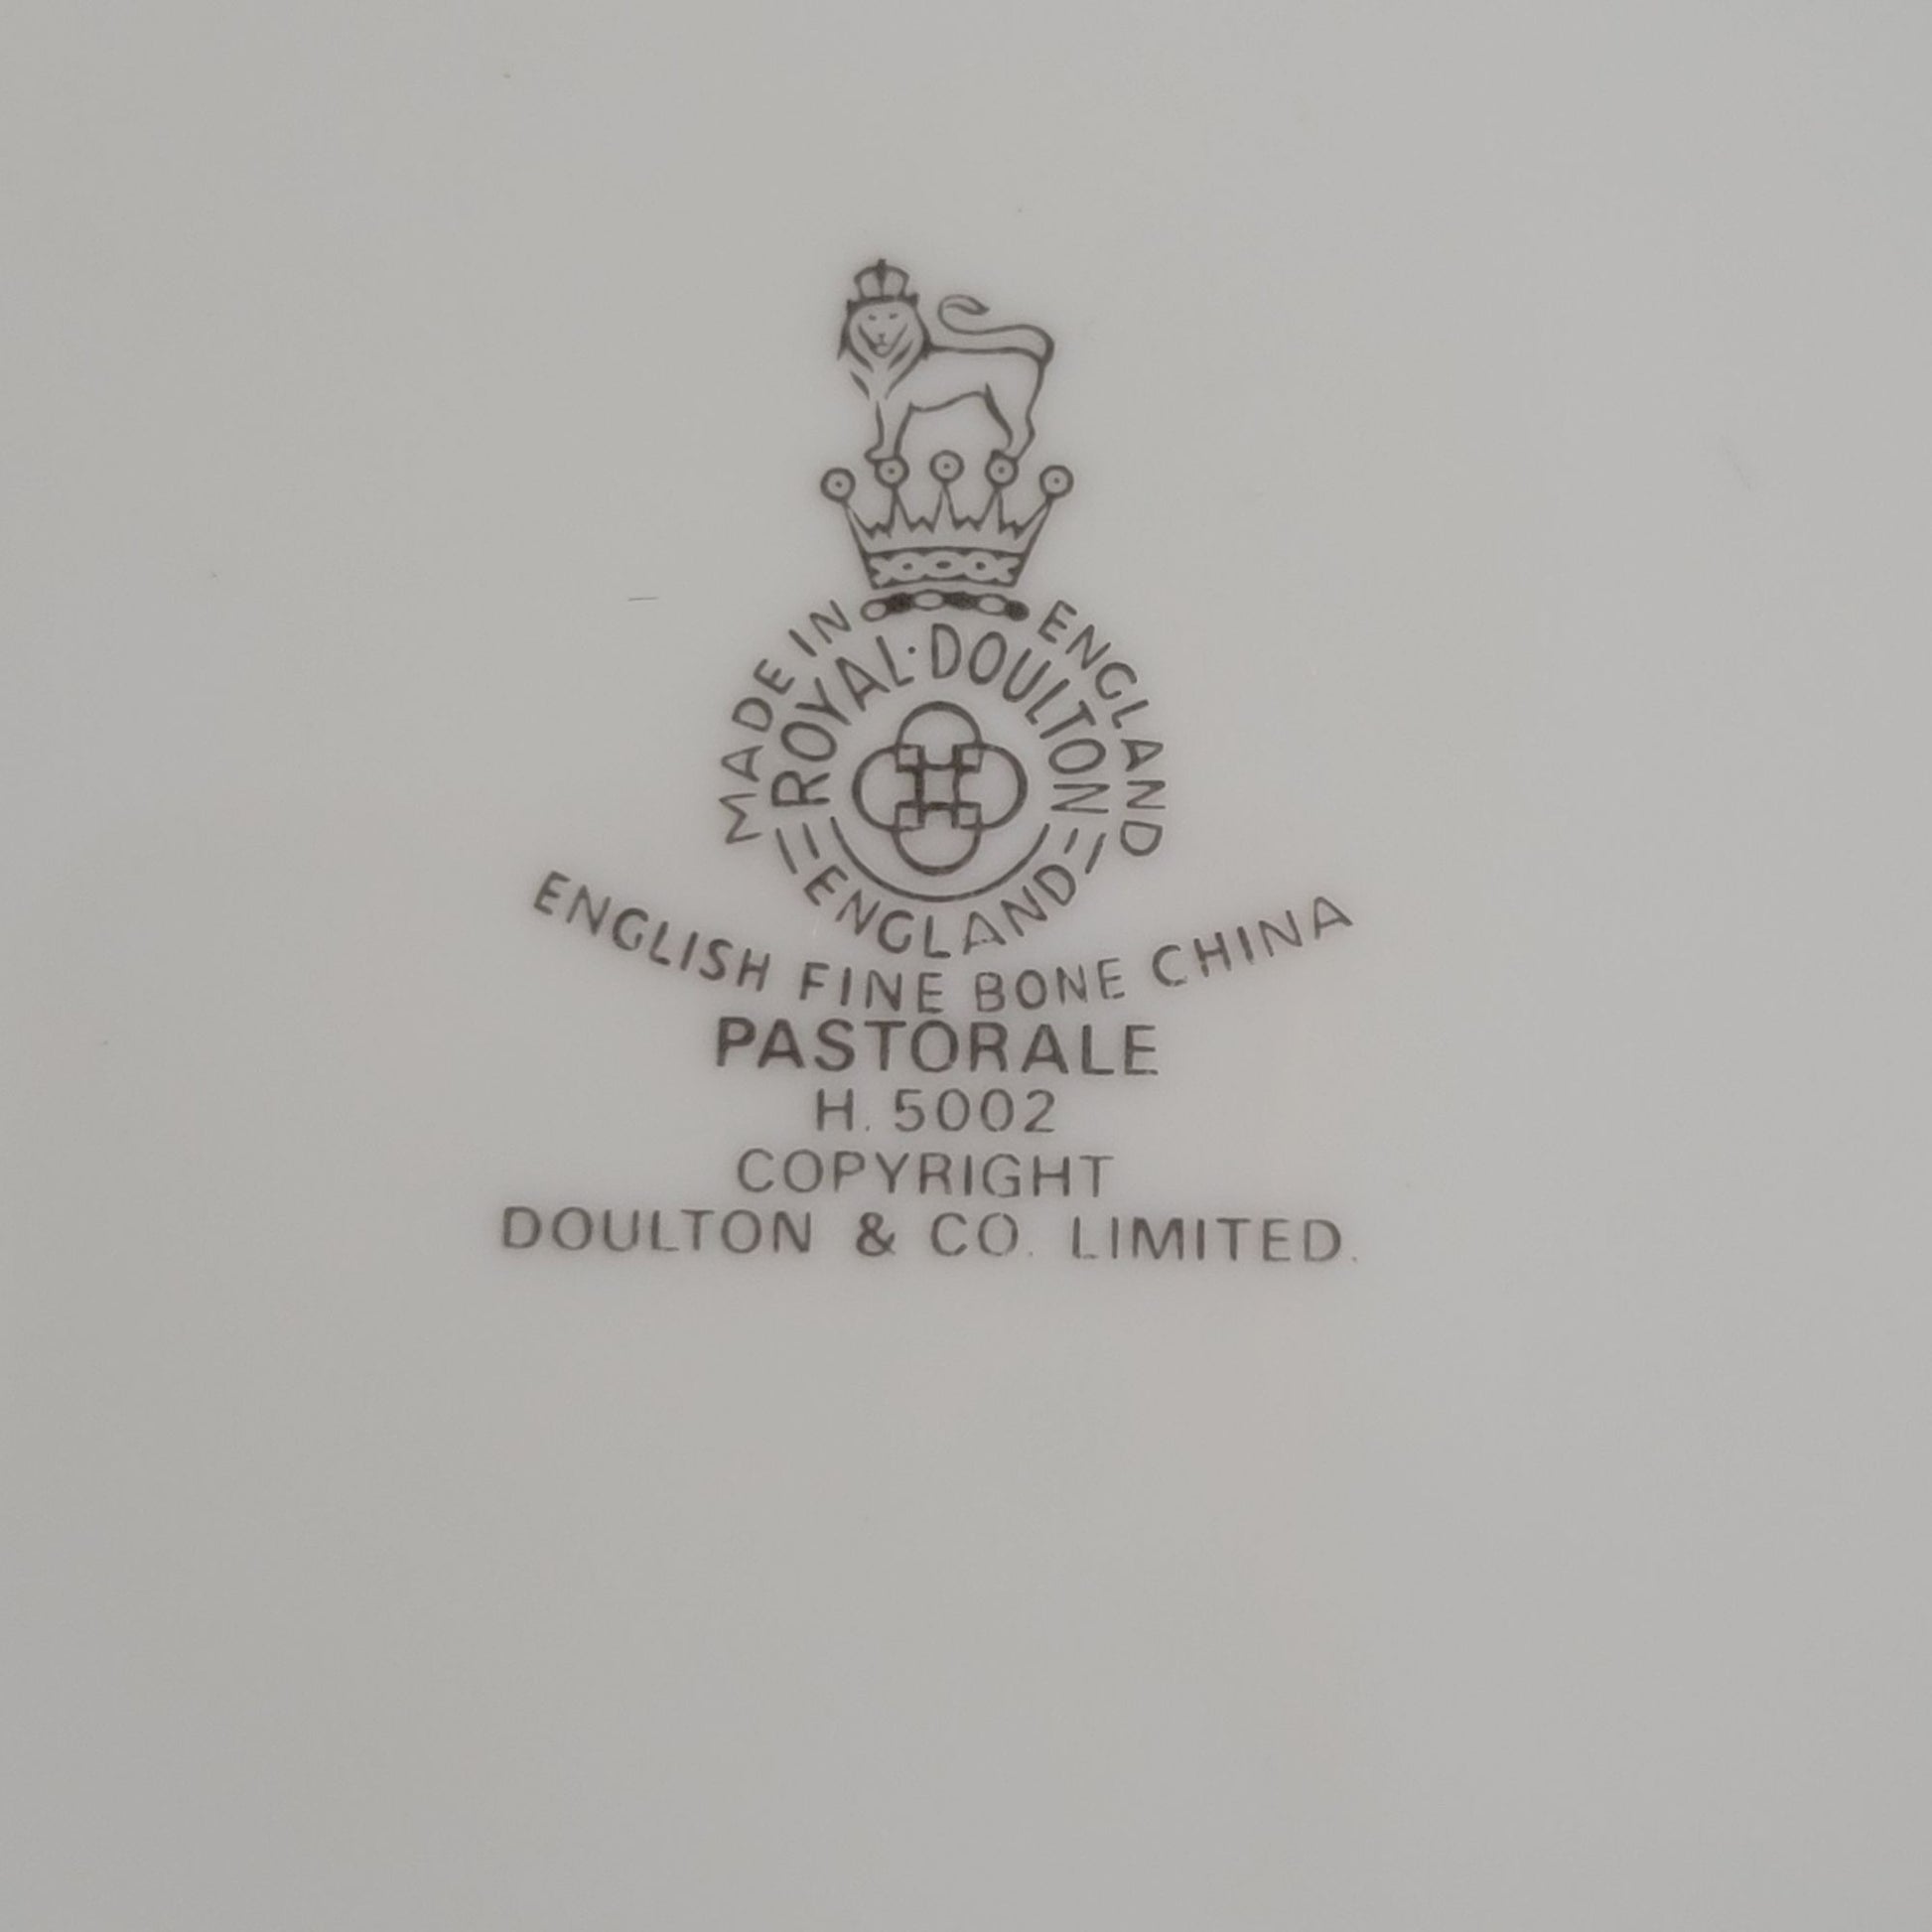 MADE IN ENGLAND
ROYAL·DOULTON
ENGLAND
ENGLISH FINE BONE CHINA
PASTORALE
H. 5002
COPYRIGHT
DOULTON & CO. LIMITED.